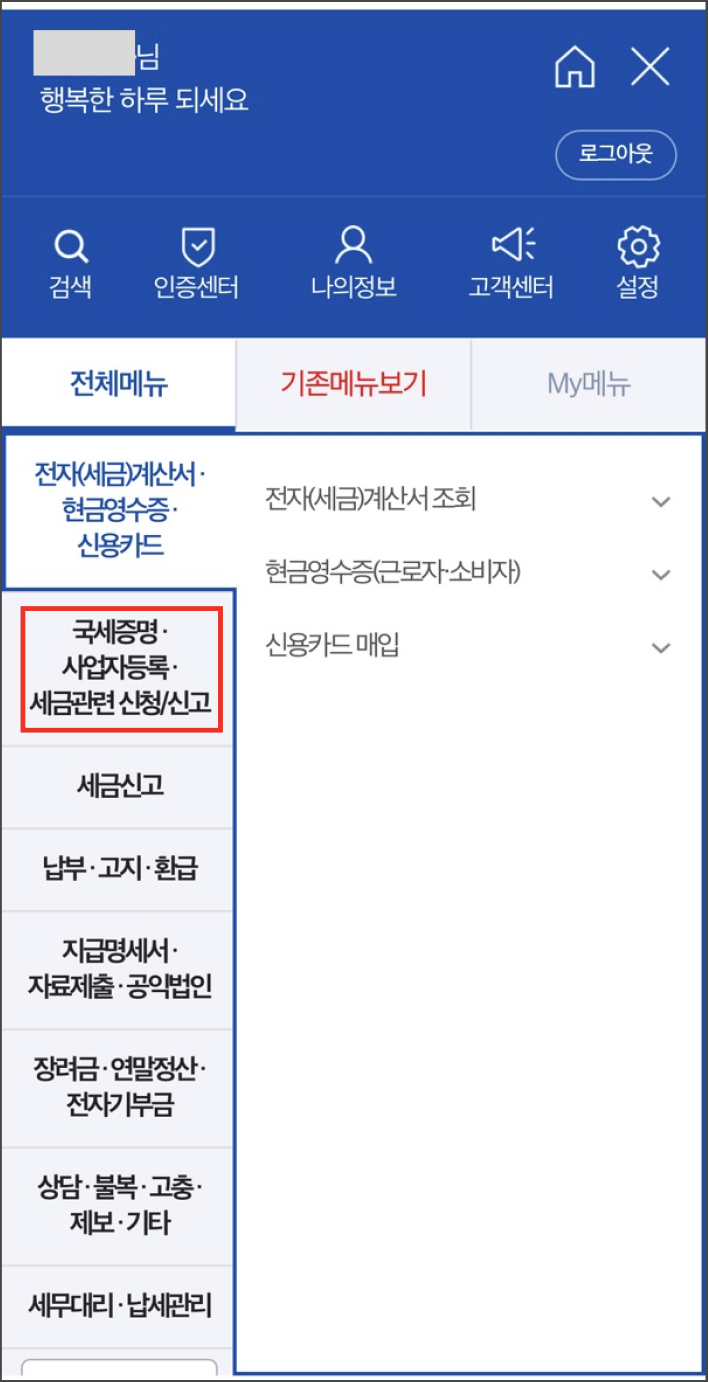 님
행복한 하루 되세요
로그아웃
검색
인증센터
나의정보
고객센터
설정
전체메뉴
기존메뉴보기
My메뉴
전자(세금)계산서·
현금영수증·
신용카드
전자(세금)계산서 조회
현금영수증(근로자·소비자)
신용카드 매입
국세증명·
사업자등록·
세금관련 신청/신고
세금신고
납부·고지·환급
지급명세서·
자료제출·공익법인
장려금·연말정산·
전자기부금
상담·불복·고충·
제보·기타
세무대리·납세관리